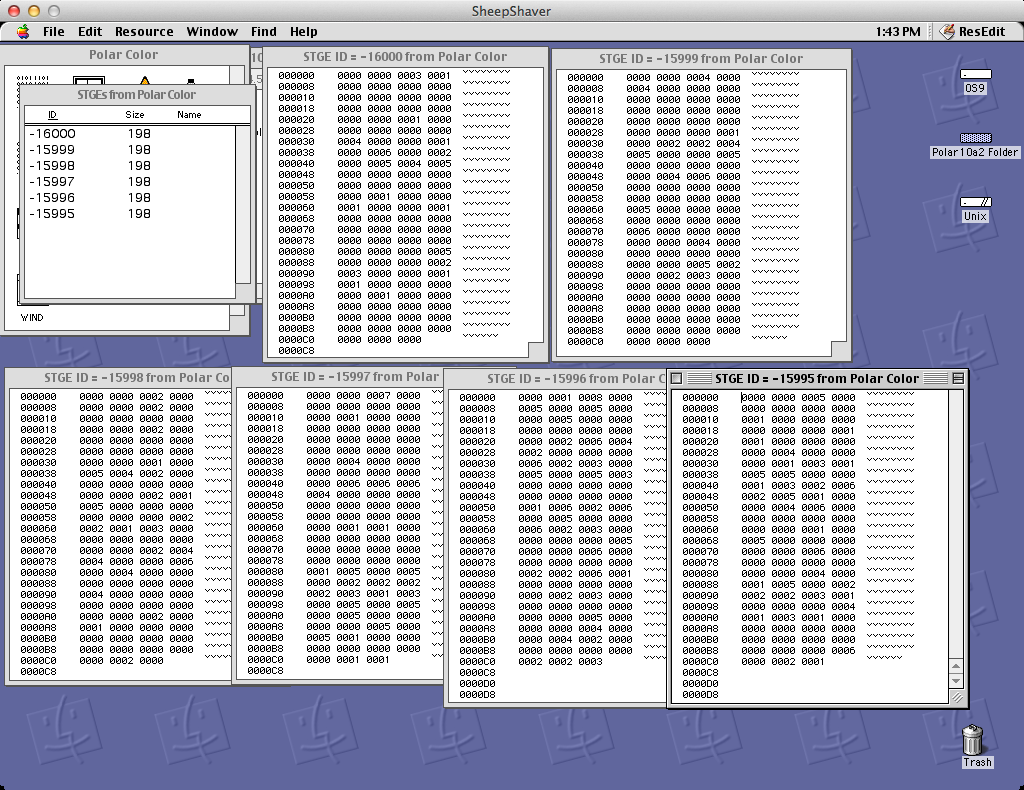 SheepShaver
File Edit Resource Window Find Help 1:43 PM ResEdit
Polar Color
WIND
STGEs from Polar Color
ID Size Name
-16000 198
-15999 198
-15998 198
-15997 198
-15996 198
-15995 198
STGE ID = -16000 from Polar Color
000000 0000 0000 0003 0001
000008 0000 0000 0000 0000
000010 0000 0000 0000 0000
000018 0000 0000 0000 0000
000020 0000 0000 0001 0000
000028 0000 0000 0000 0000
000030 0004 0000 0000 0001
000038 0000 0006 0000 0002
000040 0000 0005 0004 0005
000048 0000 0000 0000 0000
000050 0000 0000 0000 0000
000058 0000 0001 0000 0000
000060 0001 0000 0001 0000
000068 0000 0000 0000 0000
000070 0000 0000 0000 0000
000078 0000 0000 0000 0000
000080 0000 0000 0000 0005
000088 0000 0000 0000 0002
000090 0003 0000 0000 0001
000098 0001 0000 0000 0000
0000A0 0000 0001 0000 0000
0000A8 0000 0000 0000 0000
0000B0 0000 0000 0000 0000
0000B8 0000 0000 0000 0000
0000C0 0000 0000 0000
0000C8
STGE ID = -15999 from Polar Color
000000 0000 0000 0004 0000
000008 0004 0000 0000 0000
000010 0000 0000 0000 0000
000018 0000 0000 0000 0000
000020 0000 0000 0000 0000
000028 0000 0000 0000 0001
000030 0000 0002 0002 0004
000038 0005 0000 0000 0005
000040 0000 0000 0000 0000
000048 0000 0004 0006 0000
000050 0000 0000 0000 0000
000058 0000 0000 0000 0000
000060 0005 0000 0000 0000
000068 0000 0000 0000 0000
000070 0006 0000 0000 0000
000078 0000 0000 0004 0000
000080 0000 0000 0000 0000
000088 0000 0000 0005 0002
000090 0000 0002 0003 0000
000098 0000 0000 0000 0000
0000A0 0000 0000 0000 0000
0000A8 0000 0000 0000 0000
0000B0 0000 0000 0000 0000
0000B8 0000 0000 0000 0000
0000C0 0000 0000 0000
OS9
Polar10a2 Folder
Unix
STGE ID = -15998 from Polar Co
000000 0000 0000 0002 0000
000008 0000 0000 0000 0000
000010 0000 0000 0000 0000
000018 0000 0000 0002 0000
000020 0000 0000 0000 0000
000028 0000 0000 0000 0000
000030 0000 0000 0001 0000
000038 0005 0004 0002 0000
000040 0000 0000 0000 0000
000048 0000 0000 0002 0001
000050 0005 0000 0000 0000
000058 0000 0000 0000 0002
000060 0002 0001 0003 0000
000068 0000 0000 0000 0000
000070 0000 0000 0002 0004
000078 0004 0000 0000 0006
000080 0000 0004 0000 0000
000088 0000 0000 0000 0000
000090 0004 0000 0000 0000
000098 0000 0000 0000 0000
0000A0 0000 0000 0002 0000
0000A8 0001 0000 0000 0000
0000B0 0000 0000 0000 0000
0000B8 0000 0000 0000 0000
0000C0 0000 0002 0000
0000C8
STGE ID = -15997 from Polar
000000 0000 0000 0007 0000
000008 0000 0000 0000 0000
000010 0000 0001 0000 0000
000018 0000 0000 0000 0000
000020 0000 0000 0000 0000
000028 0000 0000 0000 0000
000030 0000 0004 0000 0000
000038 0000 0000 0000 0000
000040 0000 0006 0006 0006
000048 0004 0000 0000 0000
000050 0000 0000 0000 0000
000058 0000 0000 0000 0000
000060 0000 0001 0001 0000
000068 0000 0000 0000 0000
000070 0000 0000 0000 0000
000078 0000 0000 0000 0000
000080 0001 0005 0000 0005
000088 0000 0002 0002 0002
000090 0002 0003 0001 0003
000098 0000 0005 0000 0005
0000A0 0000 0005 0000 0000
0000A8 0000 0000 0005 0000
0000B0 0005 0001 0000 0000
0000B8 0000 0000 0000 0000
0000C0 0000 0001 0001
0000C8
STGE ID = -15996 from Polar C
000000 0000 0001 0008 0000
000008 0005 0000 0005 0000
000010 0000 0005 0000 0000
000018 0000 0000 0000 0000
000020 0000 0002 0006 0004
000028 0002 0000 0000 0000
000030 0006 0002 0003 0000
000038 0005 0000 0005 0003
000040 0000 0000 0000 0000
000048 0000 0000 0002 0000
000050 0001 0006 0002 0006
000058 0000 0005 0000 0000
000060 0006 0002 0003 0000
000068 0000 0000 0000 0005
000070 0000 0000 0006 0000
000078 0000 0000 0000 0000
000080 0002 0002 0006 0001
000088 0000 0000 0000 0000
000090 0000 0002 0003 0000
000098 0000 0000 0000 0000
0000A0 0000 0005 0000 0000
0000A8 0000 0000 0004 0000
0000B0 0000 0004 0002 0000
0000B8 0000 0000 0000 0000
0000C0 0002 0002 0003
0000C8
0000D0
0000D8
STGE ID = -15995 from Polar Color
000000 0000 0000 0005 0000
000008 0000 0000 0000 0000
000010 0001 0000 0000 0000
000018 0000 0000 0000 0001
000020 0001 0000 0000 0000
000028 0000 0004 0000 0000
000030 0000 0001 0003 0001
000038 0000 0005 0000 0000
000040 0001 0003 0002 0006
000048 0002 0005 0001 0000
000050 0000 0004 0006 0000
000058 0000 0000 0000 0000
000060 0000 0000 0001 0000
000068 0005 0000 0000 0000
000070 0000 0000 0006 0000
000078 0000 0000 0000 0000
000080 0000 0000 0004 0000
000088 0000 0005 0000 0002
000090 0002 0002 0003 0001
000098 0000 0000 0000 0004
0000A0 0001 0003 0001 0000
0000A8 0000 0000 0000 0000
0000B0 0000 0000 0000 0000
0000B8 0000 0000 0000 0006
0000C0 0000 0002 0001
0000C8
0000D0
0000D8
Trash